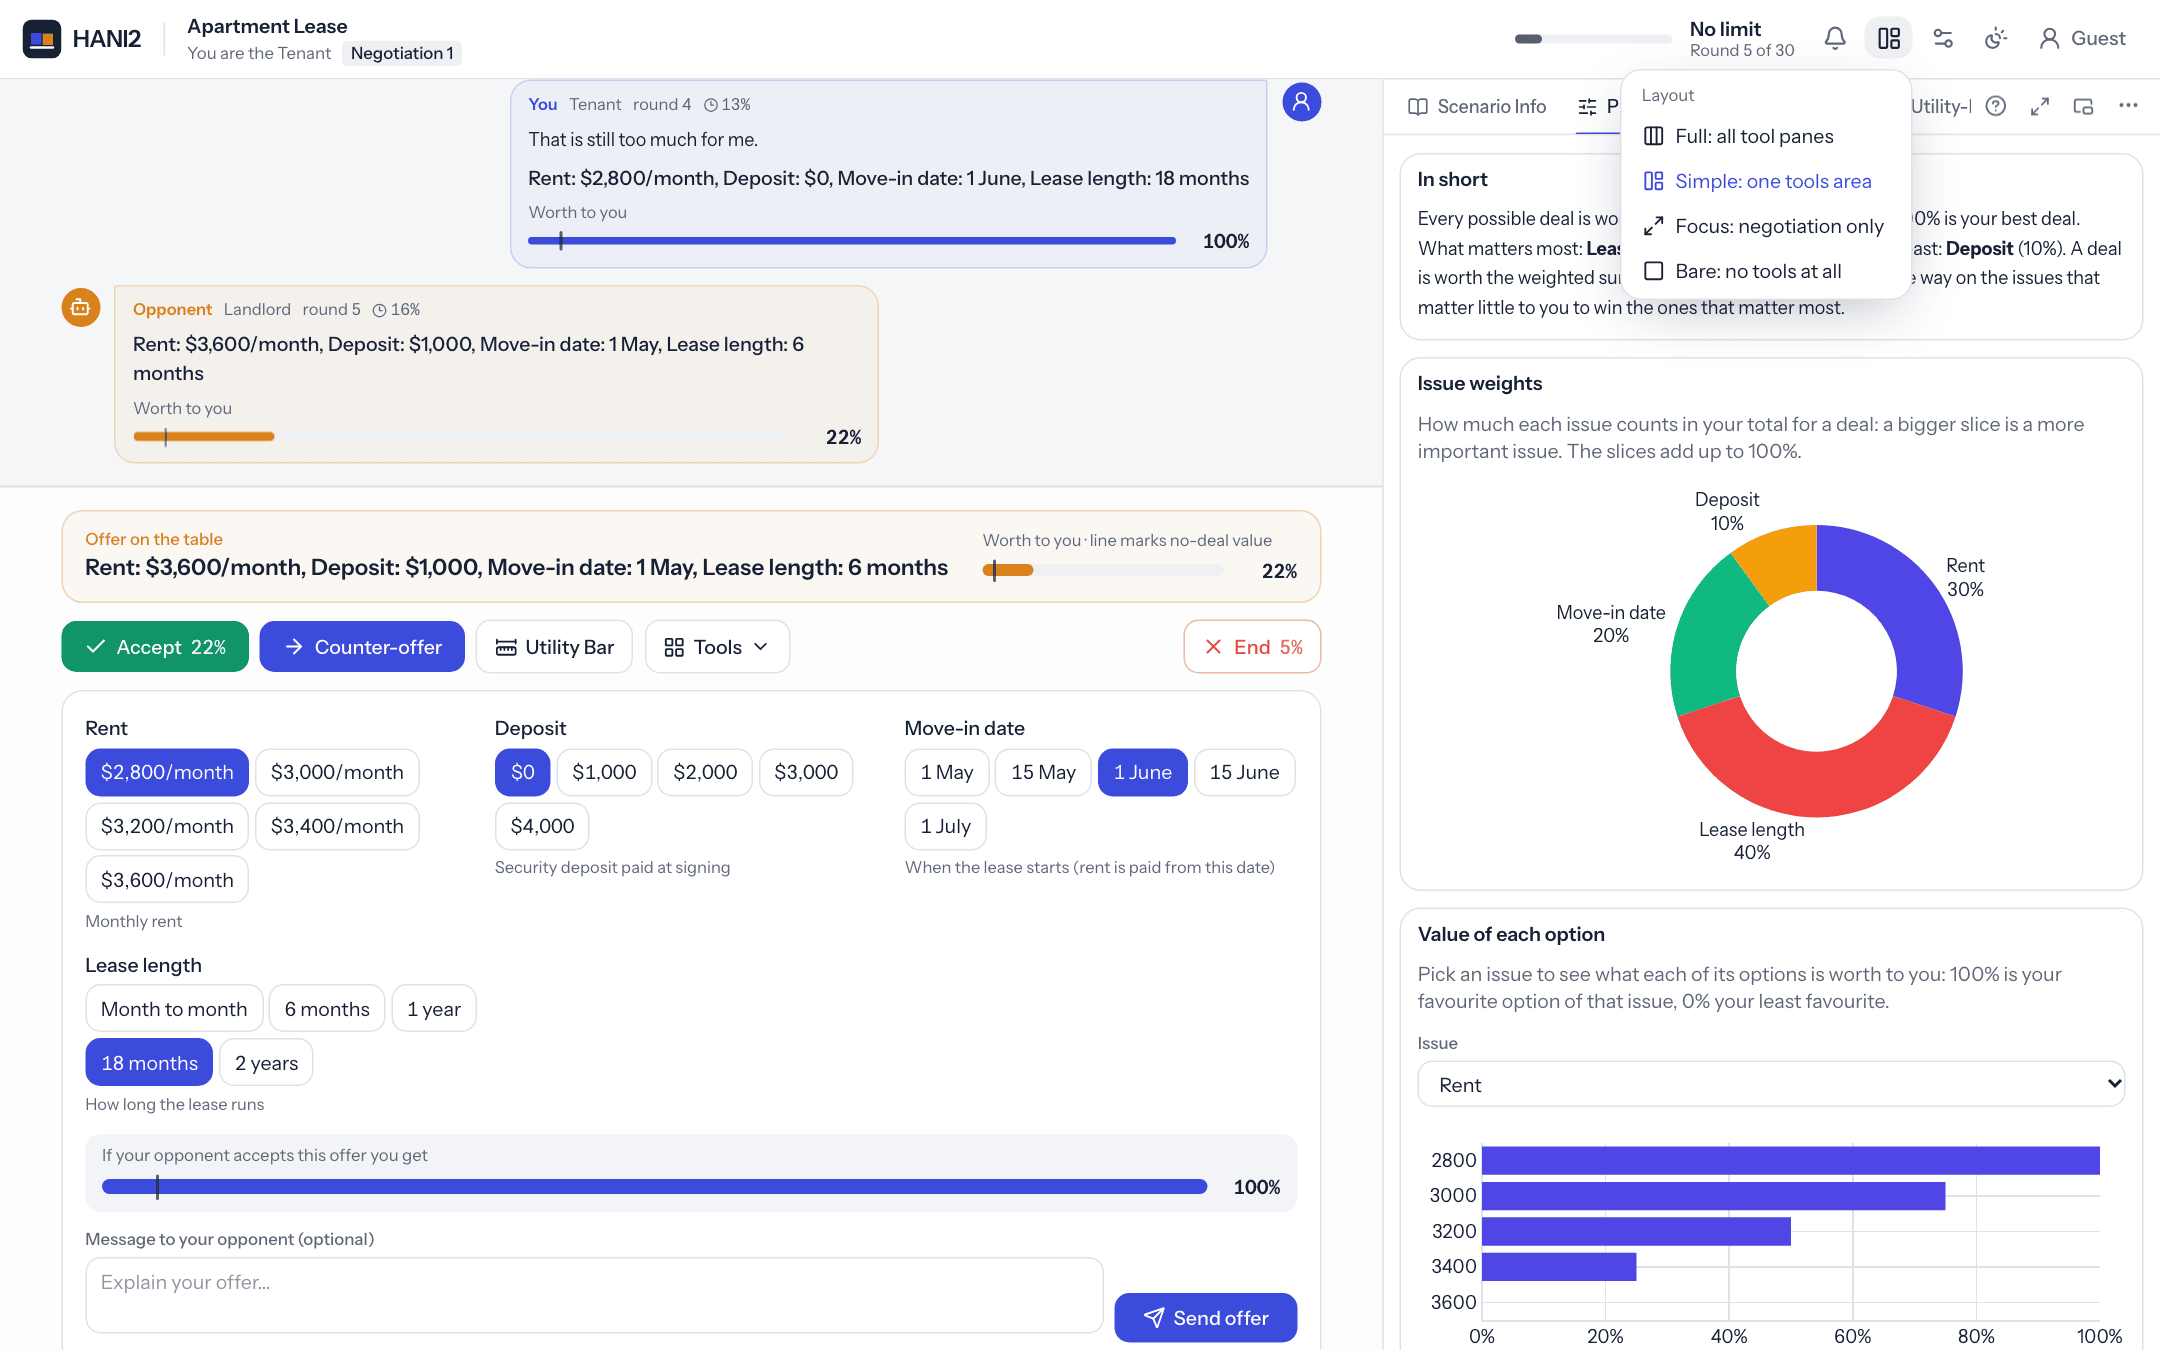 HANI2
Apartment Lease
You are the Tenant Negotiation 1
No limit
Round 5 of 30
Guest
Layout
Full: all tool panes
Simple: one tools area
Focus: negotiation only
Bare: no tools at all
You Tenant round 4 13%
That is still too much for me.
Rent: $2,800/month, Deposit: $0, Move-in date: 1 June, Lease length: 18 months
Worth to you
100%
Opponent Landlord round 5 16%
Rent: $3,600/month, Deposit: $1,000, Move-in date: 1 May, Lease length: 6
months
Worth to you
22%
Offer on the table
Rent: $3,600/month, Deposit: $1,000, Move-in date: 1 May, Lease length: 6 months
Worth to you · line marks no-deal value
22%
Accept 22%
Counter-offer
Utility Bar
Tools
End 5%
Rent
$2,800/month
$3,000/month
$3,200/month
$3,400/month
$3,600/month
Monthly rent
Deposit
$0
$1,000
$2,000
$3,000
$4,000
Security deposit paid at signing
Move-in date
1 May
15 May
1 June
15 June
1 July
When the lease starts (rent is paid from this date)
Lease length
Month to month
6 months
1 year
18 months
2 years
How long the lease runs
If your opponent accepts this offer you get
100%
Message to your opponent (optional)
Explain your offer...
Send offer
Scenario Info
Utility-
In short
Every possible deal is 0% is your best deal.
What matters most: Deposit (10%). A deal
is worth the weighted way on the issues that
matter little to you to win the ones that matter most.
Issue weights
How much each issue counts in your total for a deal: a bigger slice is a more
important issue. The slices add up to 100%.
Deposit
10%
Rent
30%
Move-in date
20%
Lease length
40%
Value of each option
Pick an issue to see what each of its options is worth to you: 100% is your
favourite option of that issue, 0% your least favourite.
Issue
Rent
2800
3000
3200
3400
3600
0% 20% 40% 60% 80% 100%